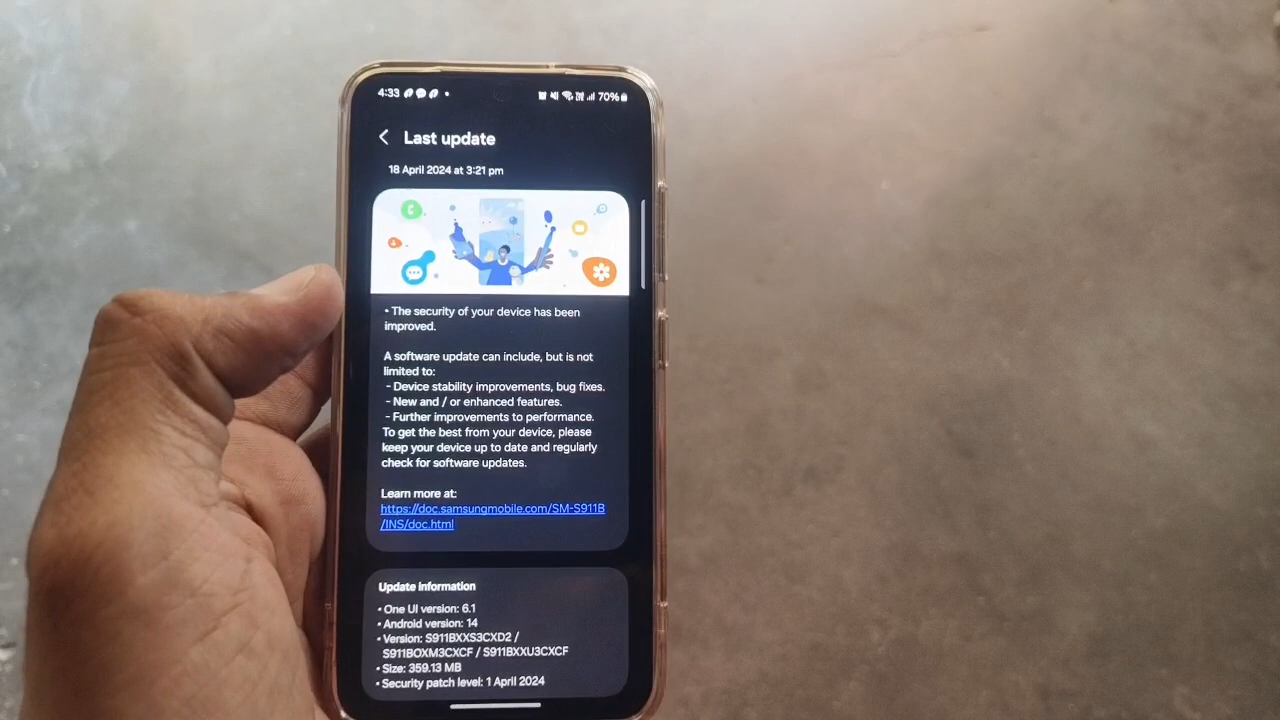 4:33 70%
Last update
18 April 2024 at 3:21 pm
• The security of your device has been
improved.
A software update can include, but is not
limited to:
- Device stability improvements, bug fixes.
- New and / or enhanced features.
- Further improvements to performance.
To get the best from your device, please
keep your device up to date and regularly
check for software updates.
Learn more at:
https://doc.samsungmobile.com/SM-S911B
/INS/doc.html
Update information
• One UI version: 6.1
• Android version: 14
• Version: S911BXXS3CXD2 /
S911BOXM3CXCF / S911BXXU3CXCF
• Size: 359.13 MB
• Security patch level: 1 April 2024